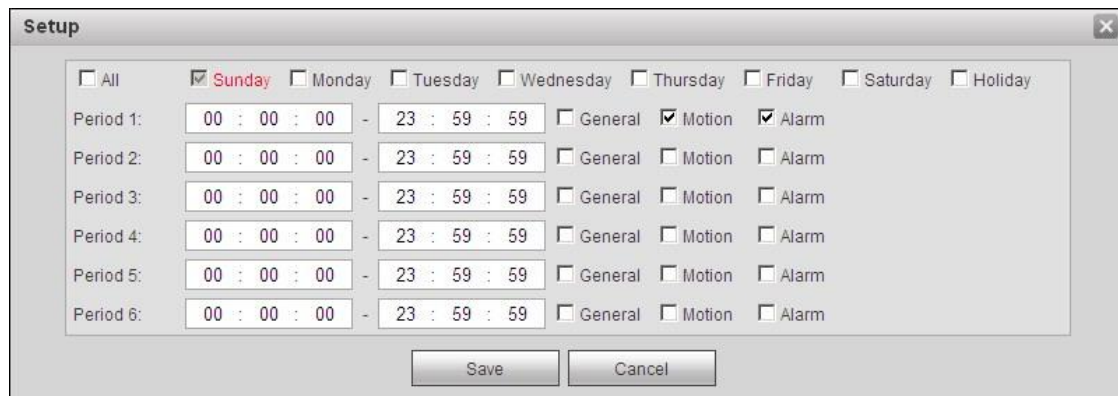 Setup
All Sunday Monday Tuesday Wednesday Thursday Friday Saturday Holiday
Period 1: 00 : 00 : 00 - 23 : 59 : 59 General Motion Alarm
Period 2: 00 : 00 : 00 - 23 : 59 : 59 General Motion Alarm
Period 3: 00 : 00 : 00 - 23 : 59 : 59 General Motion Alarm
Period 4: 00 : 00 : 00 - 23 : 59 : 59 General Motion Alarm
Period 5: 00 : 00 : 00 - 23 : 59 : 59 General Motion Alarm
Period 6: 00 : 00 : 00 - 23 : 59 : 59 General Motion Alarm
Save Cancel